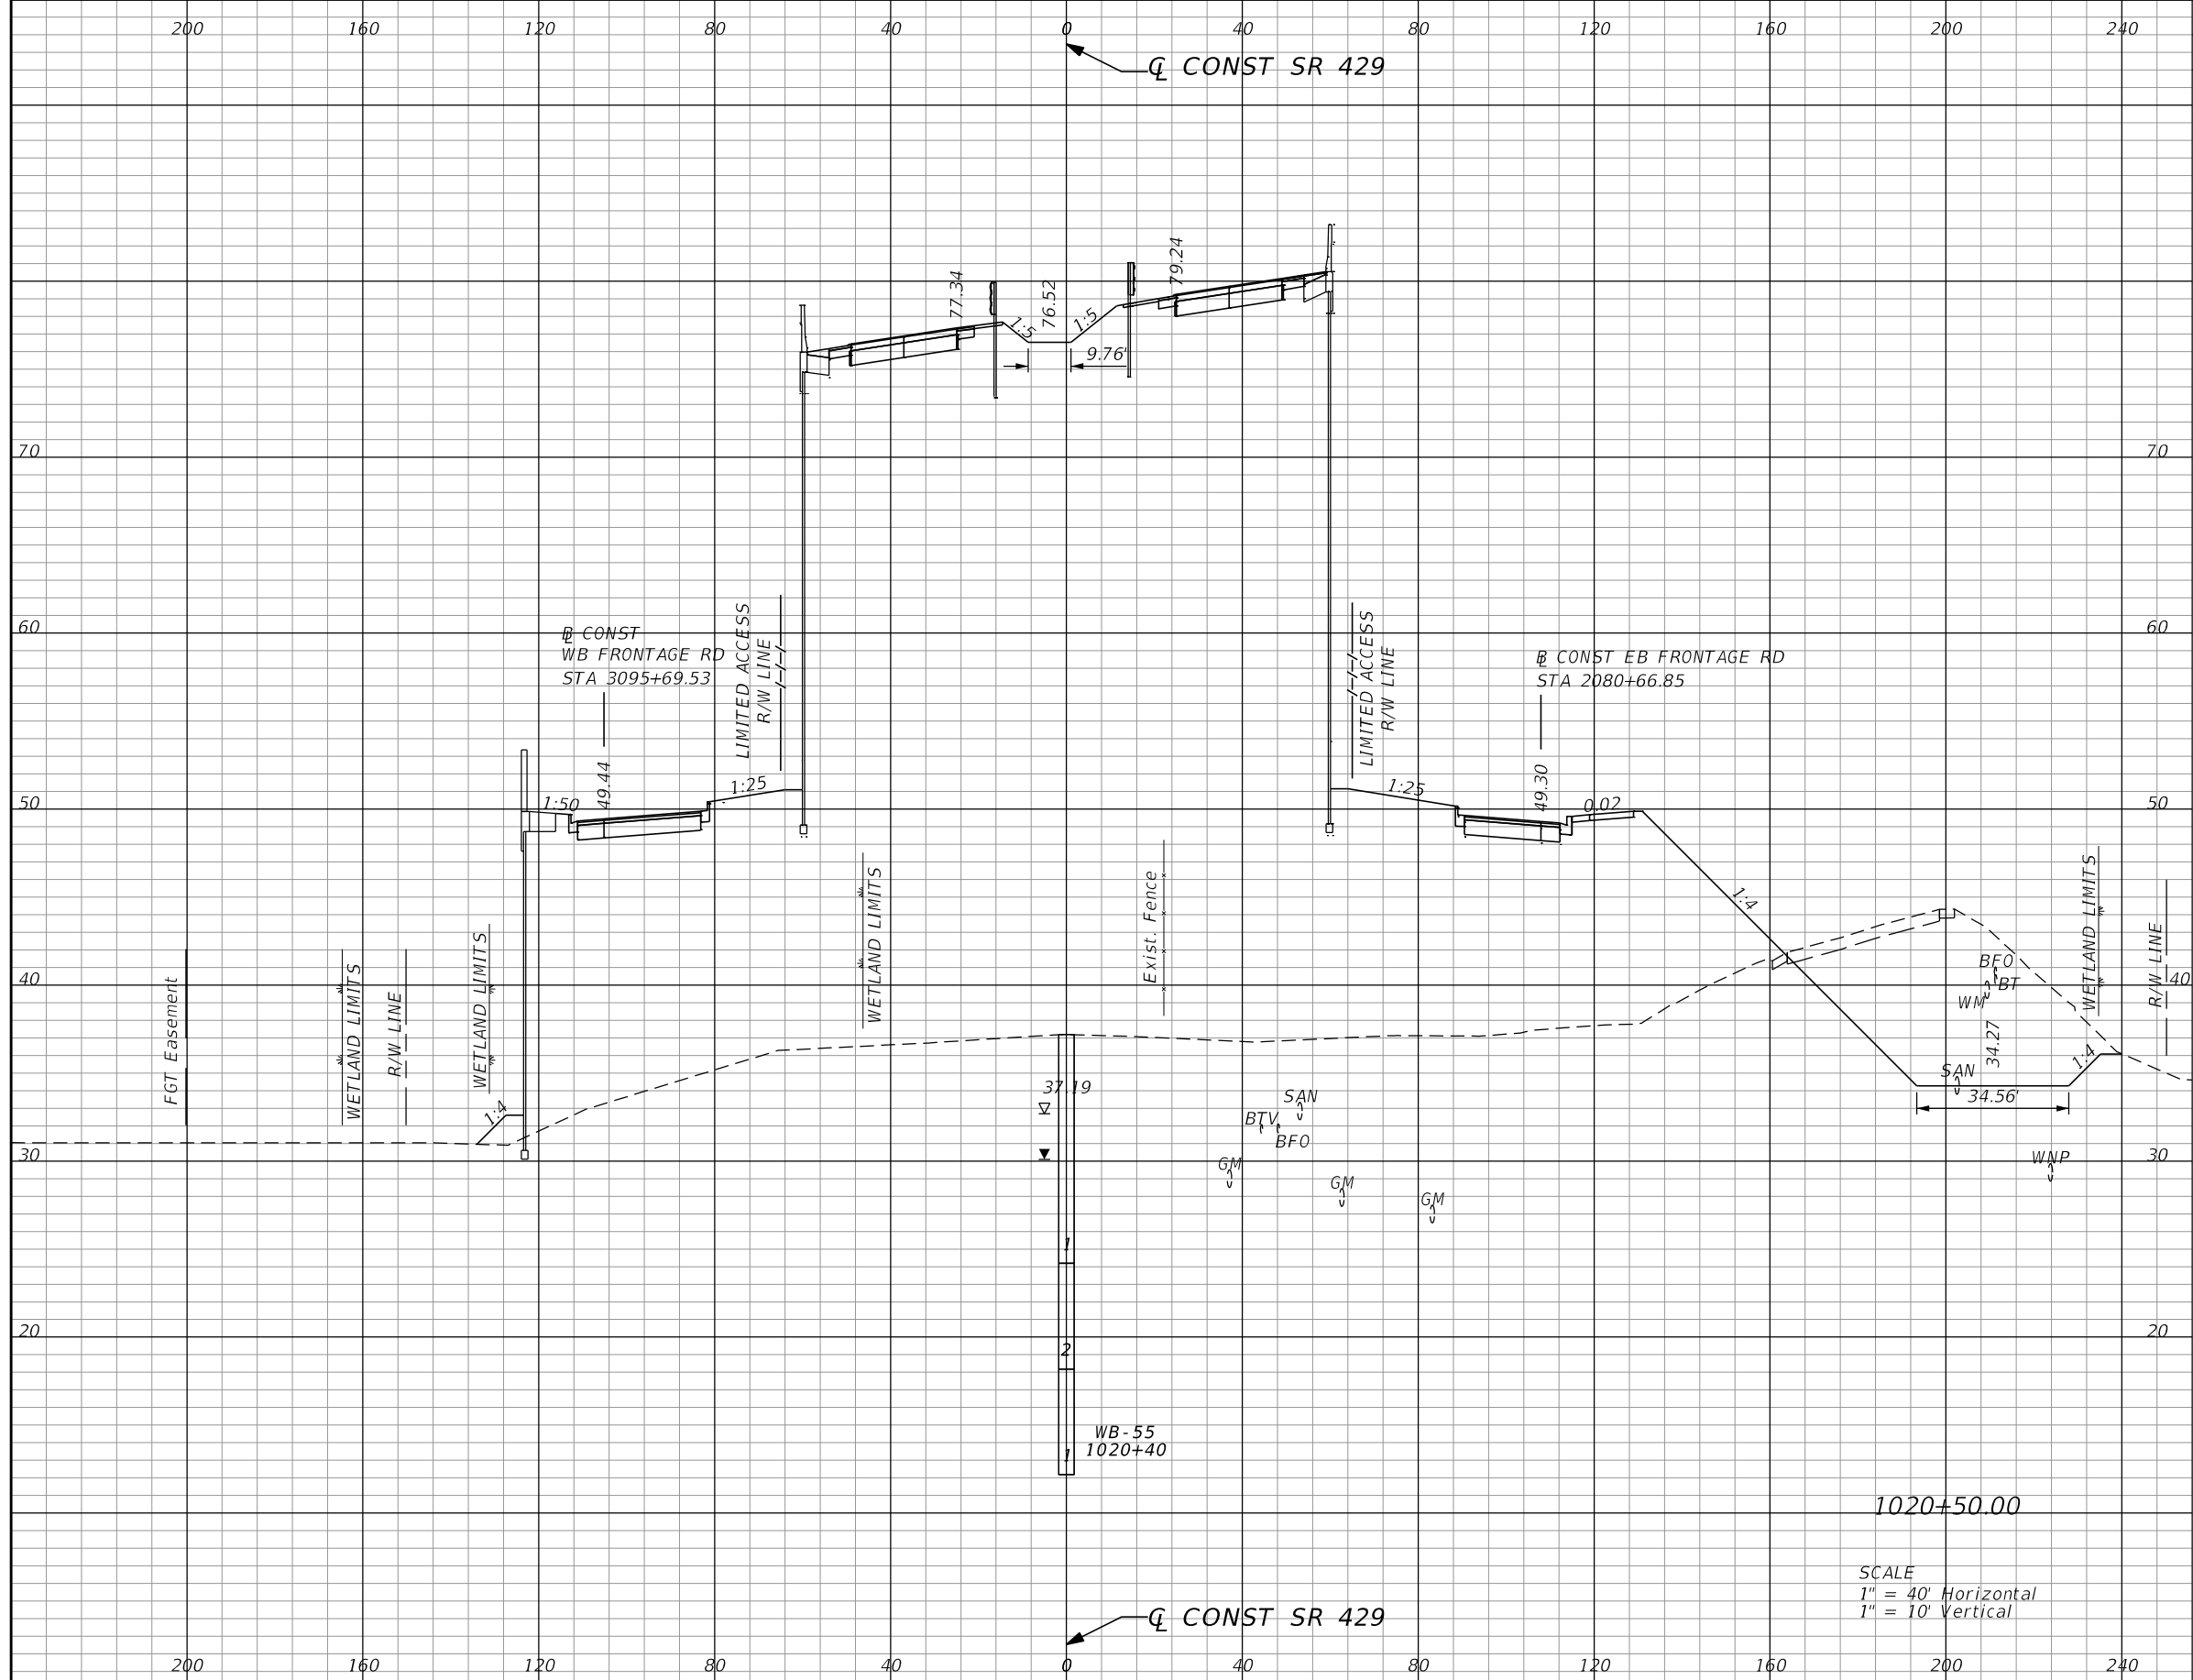 200 160 120 80 40 0 40 80 120 160 200 240
℄ CONST SR 429
77.34
76.52
79.24
1:5
1:5
9.76'
70 70
60 60
B CONST
WB FRONTAGE RD
STA 3095+69.53
LIMITED ACCESS
R/W LINE
LIMITED ACCESS
R/W LINE
B CONST EB FRONTAGE RD
STA 2080+66.85
50 50
1:50
49.44
1:25
1:25
49.30
0.02
1:4
40 40
FGT Easement
WETLAND LIMITS
R/W LINE
WETLAND LIMITS
WETLAND LIMITS
Exist. Fence
BFO
BT
WM
34.27
WETLAND LIMITS
R/W LINE
1:4
1:4
37.19
SAN
BTV
BFO
GM
GM
GM
SAN
34.56'
WNP
30 30
1
20 20
2
WB-55
1020+40
1
1020+50.00
SCALE
1" = 40' Horizontal
1" = 10' Vertical
℄ CONST SR 429
200 160 120 80 40 0 40 80 120 160 200 240